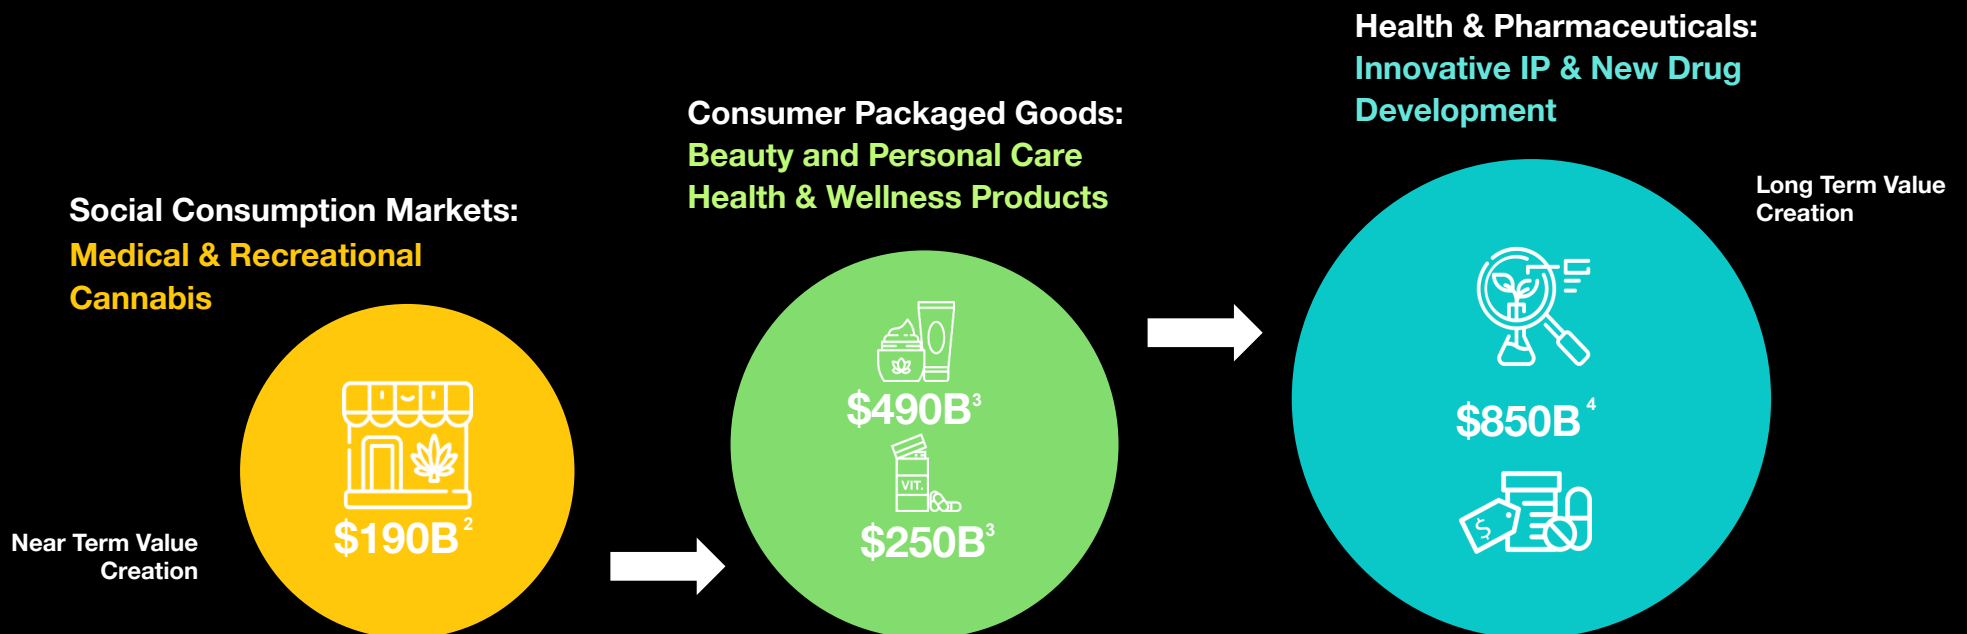 Social Consumption Markets:
Medical & Recreational
Cannabis
$190B²
Near Term Value
Creation
Consumer Packaged Goods:
Beauty and Personal Care
Health & Wellness Products
$490B³
VIT.
$250B³
Health & Pharmaceuticals:
Innovative IP & New Drug
Development
$850B⁴
$
Long Term Value
Creation